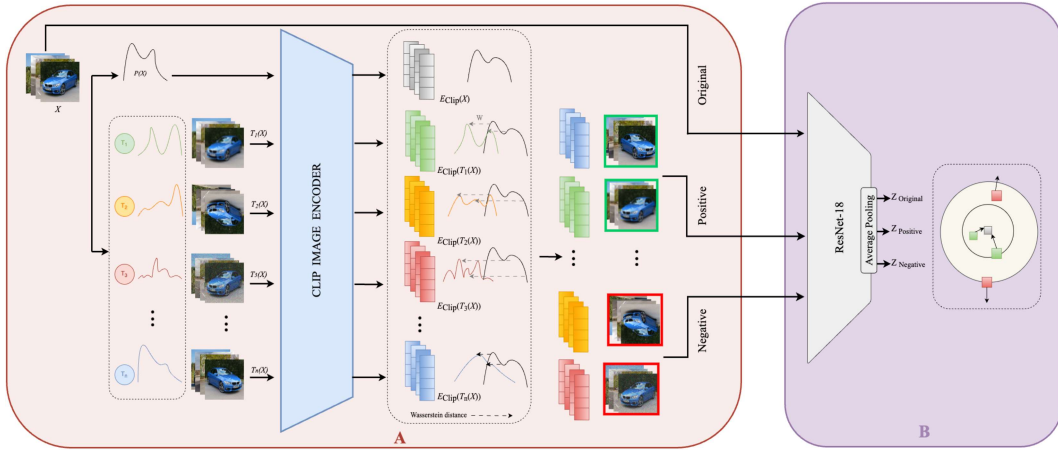 X
P(X)
T1
T1(X)
T2
T2(X)
T3
T3(X)
Tn
Tn(X)
CLIP IMAGE ENCODER
EClip(X)
W
EClip(T1(X))
EClip(T2(X))
EClip(T3(X))
EClip(Tn(X))
Wasserstein distance
Original
Positive
Negative
A
ResNet-18
Average Pooling
Z Original
Z Positive
Z Negative
B